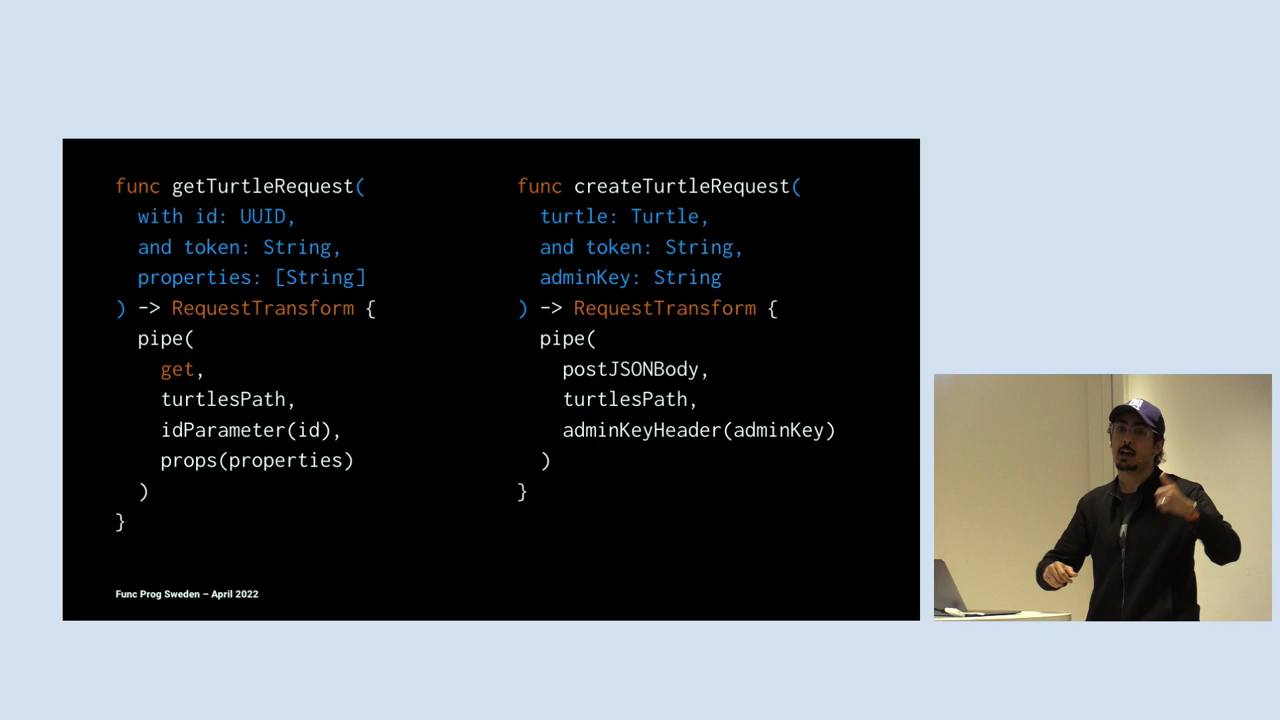 func getTurtleRequest(
with id: UUID,
and token: String,
properties: [String]
) -> RequestTransform {
pipe(
get,
turtlesPath,
idParameter(id),
props(properties)
)
}
func createTurtleRequest(
turtle: Turtle,
and token: String,
adminKey: String
) -> RequestTransform {
pipe(
postJSONBody,
turtlesPath,
adminKeyHeader(adminKey)
)
}
Func Prog Sweden – April 2022